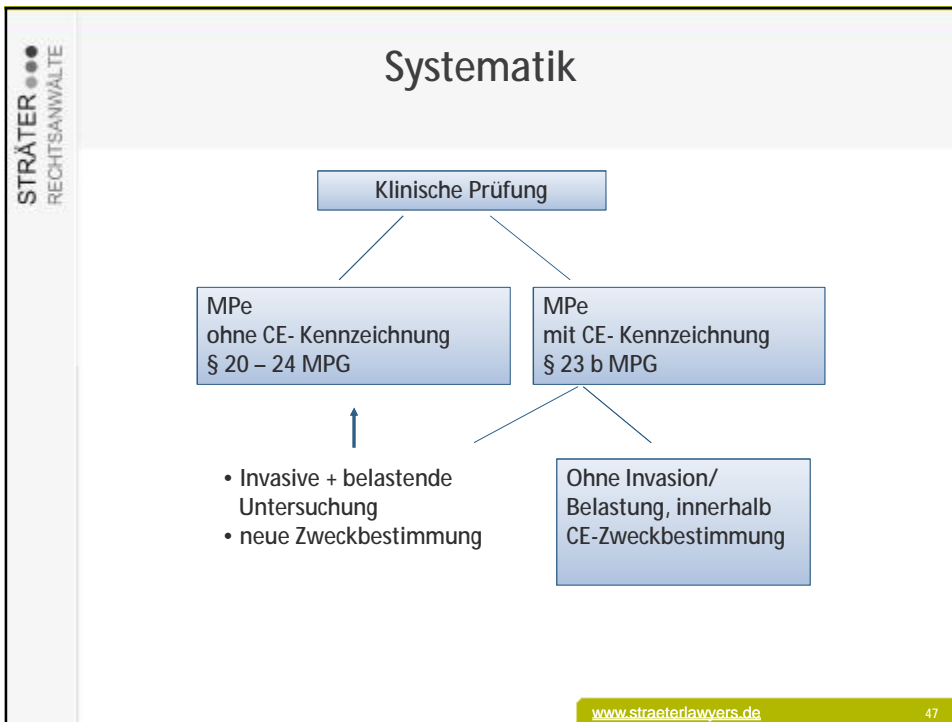 STRÄTER
RECHTSANWÄLTE
Systematik
Klinische Prüfung
MPe
ohne CE- Kennzeichnung
§ 20 – 24 MPG
MPe
mit CE- Kennzeichnung
§ 23 b MPG
• Invasive + belastende
Untersuchung
• neue Zweckbestimmung
Ohne Invasion/
Belastung, innerhalb
CE-Zweckbestimmung
www.straeterlawyers.de
47